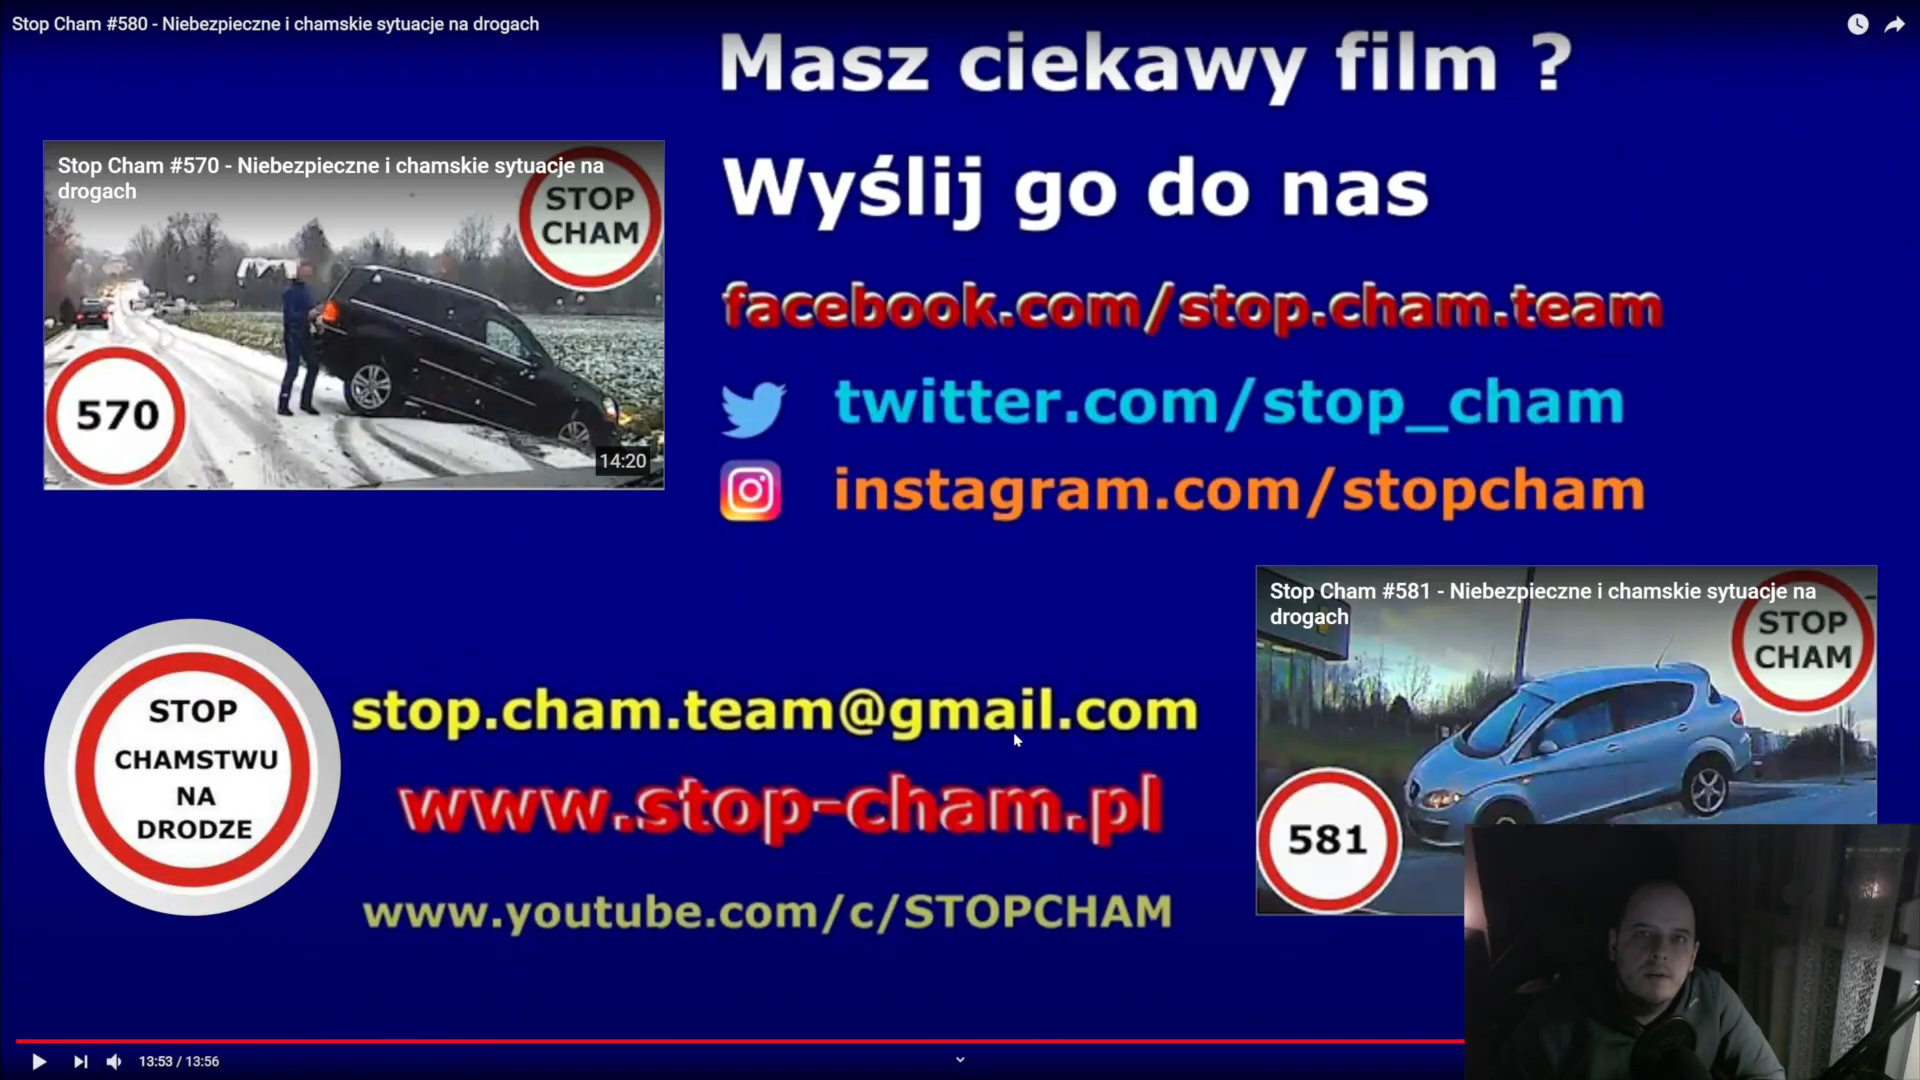 Stop Cham #580 - Niebezpieczne i chamskie sytuacje na drogach
Masz ciekawy film ?
Wyślij go do nas
facebook.com/stop.cham.team
twitter.com/stop_cham
instagram.com/stopcham
Stop Cham #570 - Niebezpieczne i chamskie sytuacje na
drogach
STOP
CHAM
570
14:20
Stop Cham #581 - Niebezpieczne i chamskie sytuacje na
drogach
STOP
CHAM
581
STOP
CHAMSTWU
NA
DRODZE
stop.cham.team@gmail.com
www.stop-cham.pl
www.youtube.com/c/STOPCHAM
13:53 / 13:56